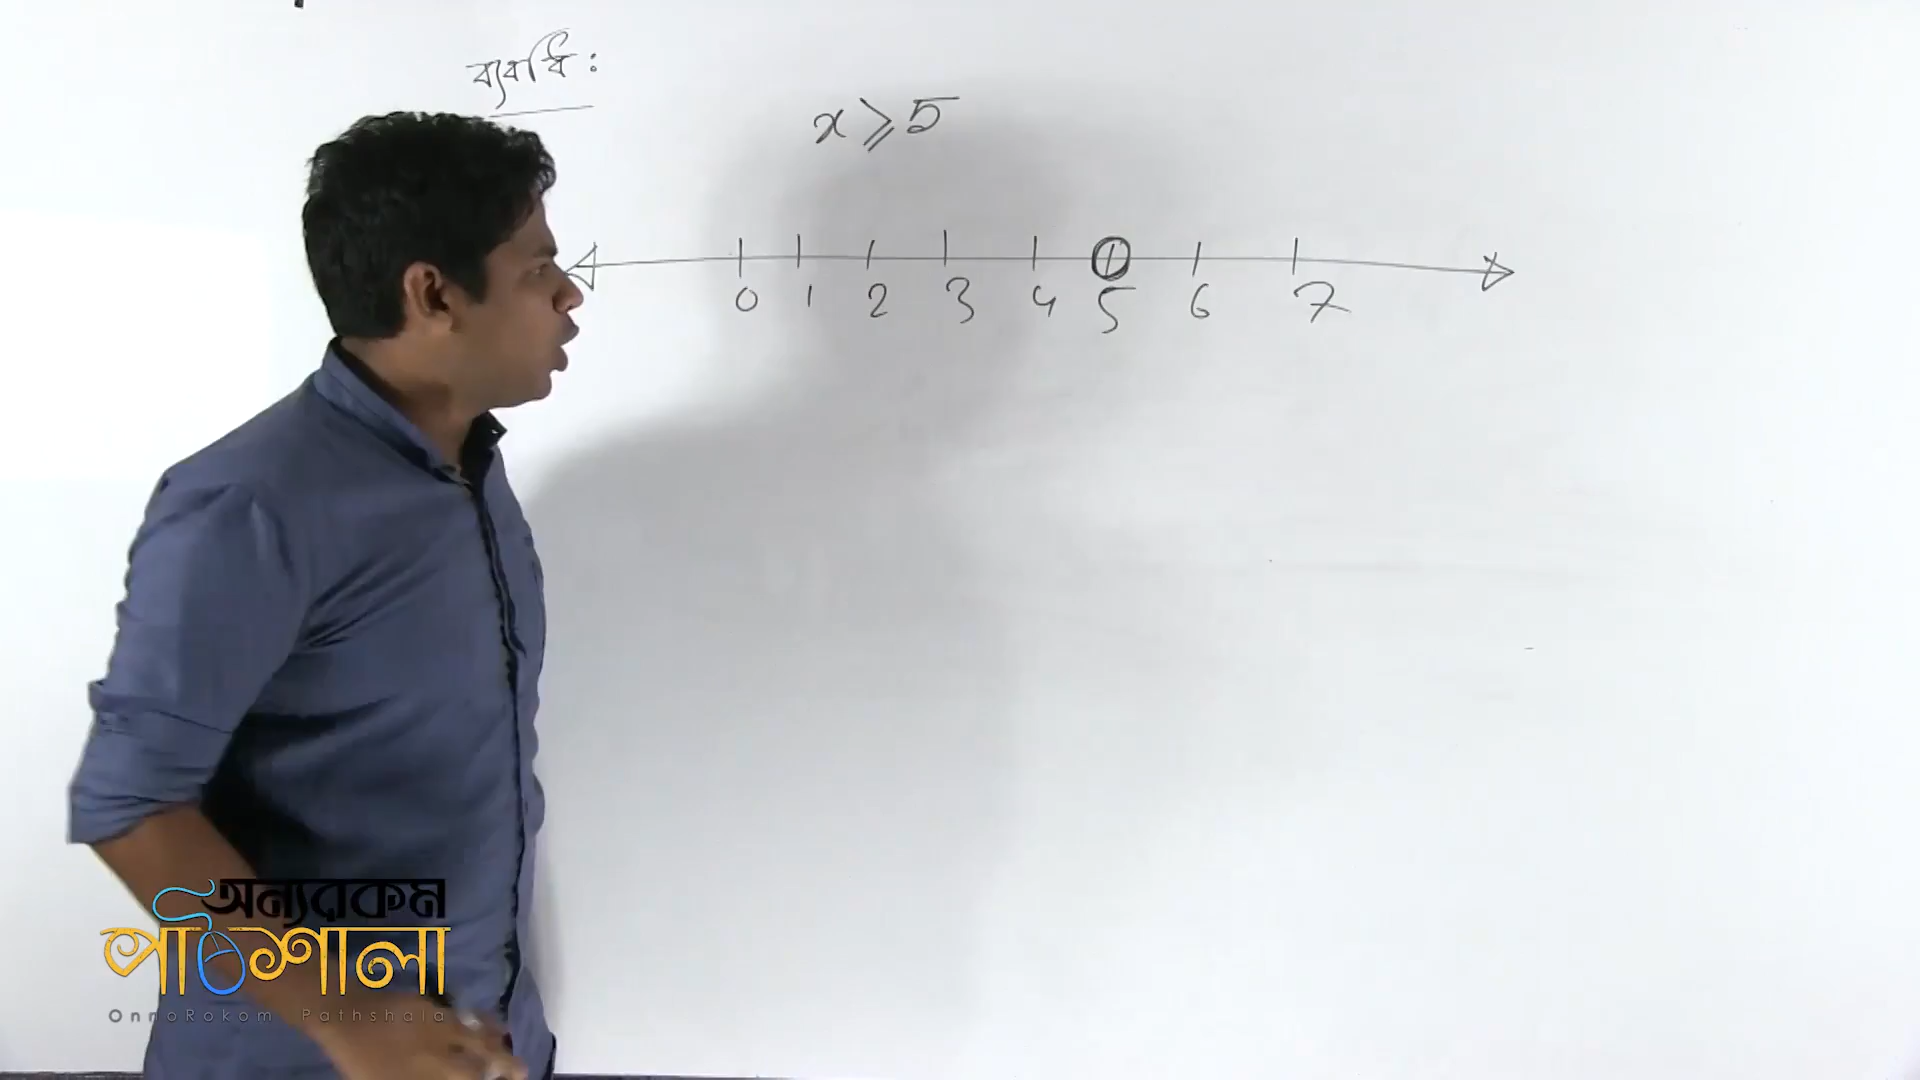 ব্যবধি :
x ⩾ 5
0 1 2 3 4 5 6 7
অন্যরকম
পাঠশালা
OnnoRokom Pathshala